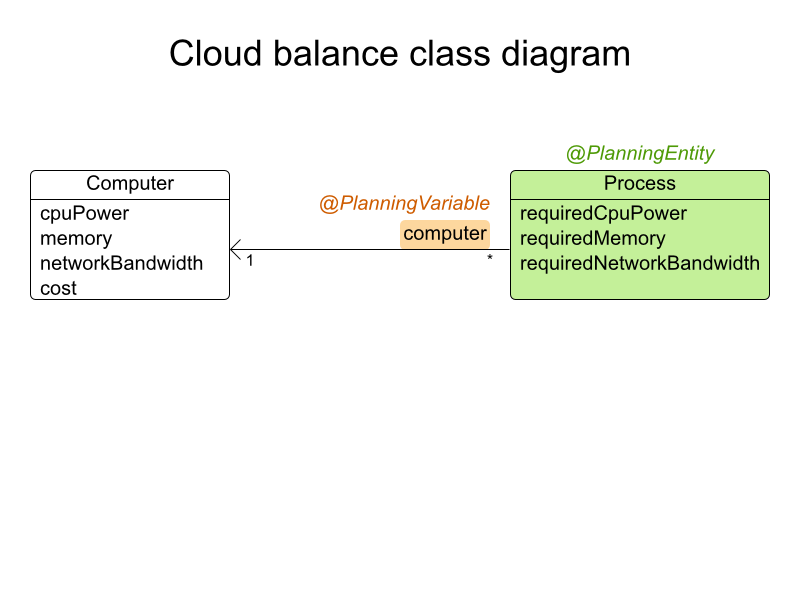 Cloud balance class diagram
@PlanningEntity
Computer
cpuPower
memory
networkBandwidth
cost
@PlanningVariable
computer
1
*
Process
requiredCpuPower
requiredMemory
requiredNetworkBandwidth